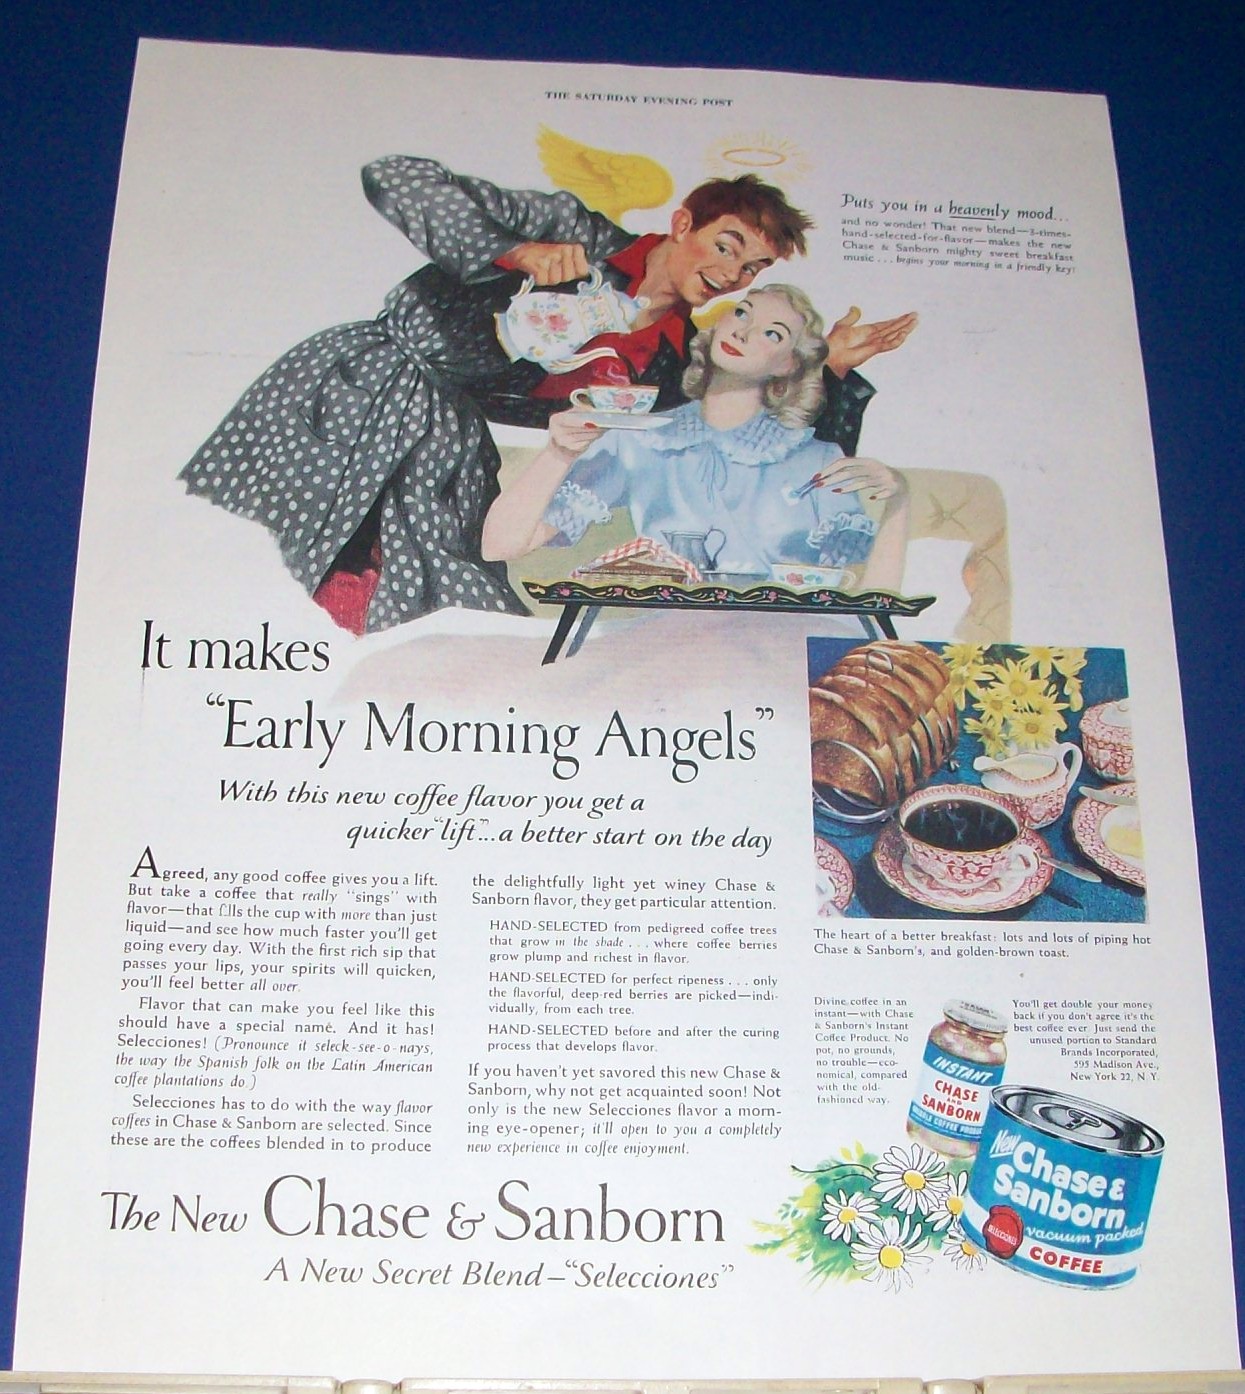 THE SATURDAY EVENING POST
Puts you in a heavenly mood...
and no wonder! That new blend—3-times-
hand-selected-for-flavor—makes the new
Chase & Sanborn mighty sweet breakfast
music . . . begins your morning in a friendly key!
It makes
“Early Morning Angels”
With this new coffee flavor you get a
quicker “lift”... a better start on the day
Agreed, any good coffee gives you a lift.
But take a coffee that really “sings” with
flavor—that fills the cup with more than just
liquid—and see how much faster you'll get
going every day. With the first rich sip that
passes your lips, your spirits will quicken,
you'll feel better all over.
Flavor that can make you feel like this
should have a special name. And it has!
Selecciones! (Pronounce it seleck-see-o-nays,
the way the Spanish folk on the Latin American
coffee plantations do.)
Selecciones has to do with the way flavor
coffees in Chase & Sanborn are selected. Since
these are the coffees blended in to produce
the delightfully light yet winey Chase &
Sanborn flavor, they get particular attention.
HAND-SELECTED from pedigreed coffee trees
that grow in the shade . . . where coffee berries
grow plump and richest in flavor.
HAND-SELECTED for perfect ripeness . . . only
the flavorful, deep-red berries are picked—indi-
vidually, from each tree.
HAND-SELECTED before and after the curing
process that develops flavor.
If you haven't yet savored this new Chase &
Sanborn, why not get acquainted soon! Not
only is the new Selecciones flavor a morn-
ing eye-opener; it'll open to you a completely
new experience in coffee enjoyment.
The heart of a better breakfast: lots and lots of piping hot
Chase & Sanborn's, and golden-brown toast.
Divine coffee in an
instant—with Chase
& Sanborn's Instant
Coffee Product. No
pot, no grounds,
no trouble—eco-
nomical, compared
with the old-
fashioned way.
You'll get double your money
back if you don't agree it's the
best coffee ever. Just send the
unused portion to Standard
Brands Incorporated,
595 Madison Ave.,
New York 22, N. Y.
INSTANT
CHASE
AND
SANBORN
SOLUBLE COFFEE PRODUCT
New
Chase &
Sanborn
SELECCIONES
vacuum packed
COFFEE
The New Chase & Sanborn
A New Secret Blend—“Selecciones”